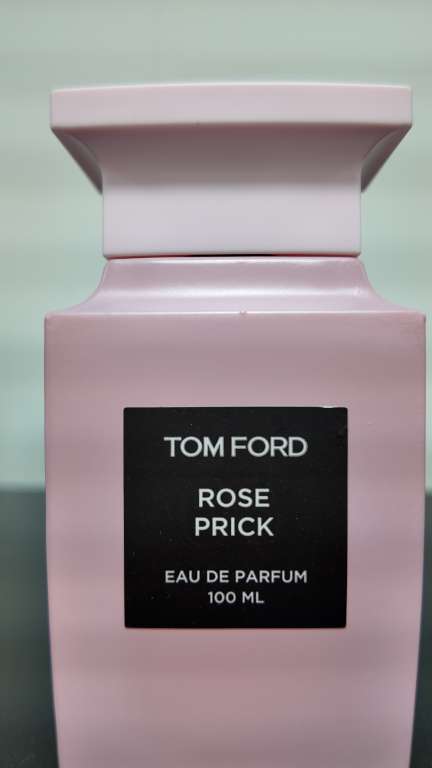 TOM FORD
ROSE
PRICK
EAU DE PARFUM
100 ML